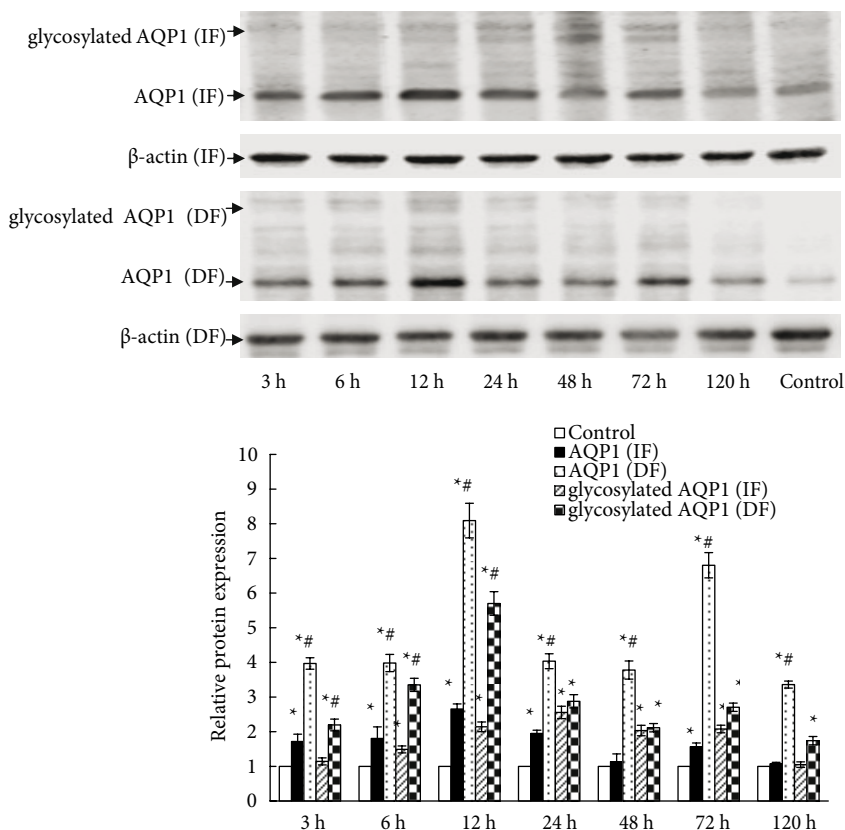 glycosylated AQP1 (IF)
AQP1 (IF)
β-actin (IF)
glycosylated AQP1 (DF)
AQP1 (DF)
β-actin (DF)
3 h 6 h 12 h 24 h 48 h 72 h 120 h Control
Control
AQP1 (IF)
AQP1 (DF)
glycosylated AQP1 (IF)
glycosylated AQP1 (DF)
Relative protein expression
10
9
8
7
6
5
4
3
2
1
0
* *# *#
* *# * *#
* *# * *#
* *# * *
*# * *
* *# * *
*# *
3 h 6 h 12 h 24 h 48 h 72 h 120 h